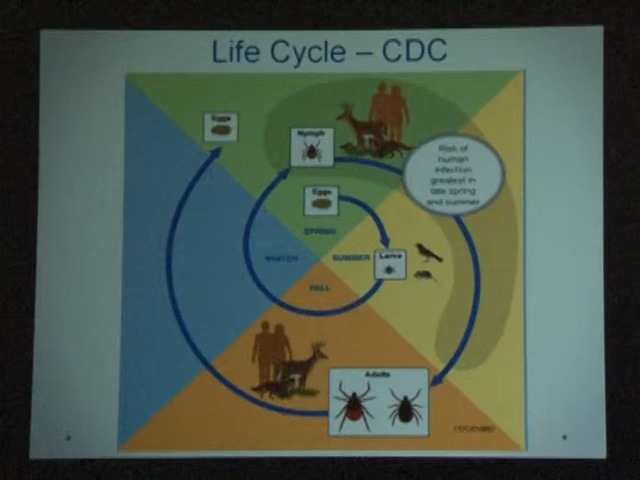 Life Cycle – CDC
Eggs
Nymph
Risk of
human
infection
greatest in
late spring
and summer
Eggs
SPRING
WINTER
SUMMER
Larva
FALL
Adults